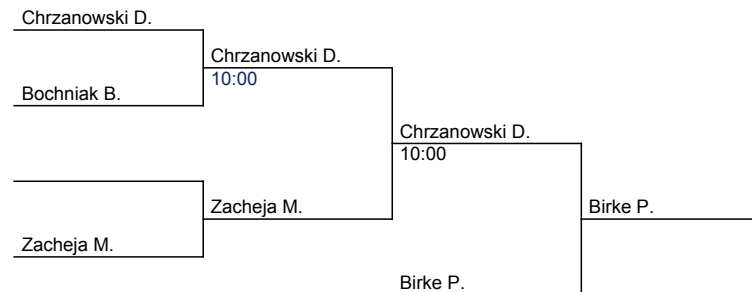 Chrzanowski D.
Chrzanowski D.
10:00
Bochniak B.
Chrzanowski D.
10:00
Zacheja M.
Birke P.
Zacheja M.
Birke P.